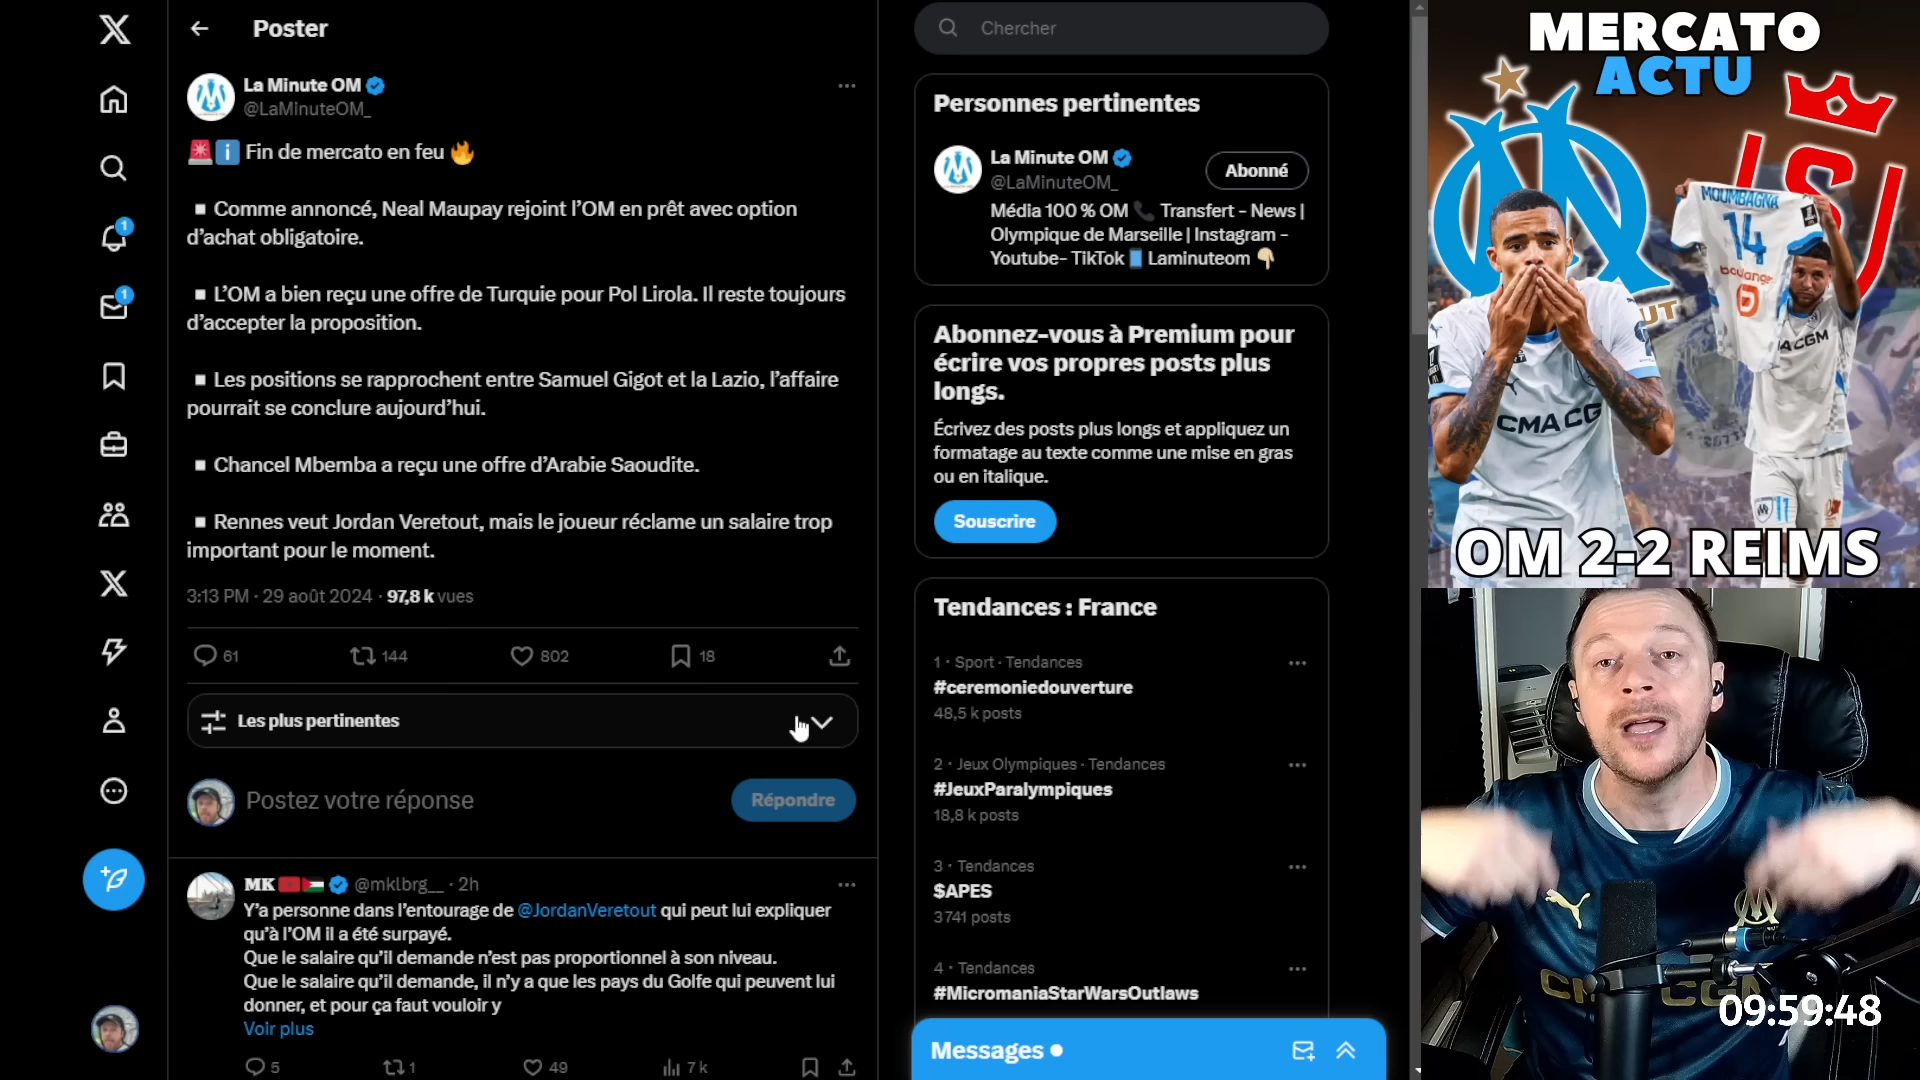 Poster
La Minute OM
@LaMinuteOM_
Fin de mercato en feu 🔥
▪Comme annoncé, Neal Maupay rejoint l'OM en prêt avec option
d'achat obligatoire.
▪L'OM a bien reçu une offre de Turquie pour Pol Lirola. Il reste toujours
d'accepter la proposition.
▪Les positions se rapprochent entre Samuel Gigot et la Lazio, l'affaire
pourrait se conclure aujourd'hui.
▪Chancel Mbemba a reçu une offre d'Arabie Saoudite.
▪Rennes veut Jordan Veretout, mais le joueur réclame un salaire trop
important pour le moment.
3:13 PM · 29 août 2024 · 97,8 k vues
61 144 802 18
Les plus pertinentes
Postez votre réponse
Répondre
MK @mklbrg__ · 2h
Y'a personne dans l'entourage de @JordanVeretout qui peut lui expliquer
qu'à l'OM il a été surpayé.
Que le salaire qu'il demande n'est pas proportionnel à son niveau.
Que le salaire qu'il demande, il n'y a que les pays du Golfe qui peuvent lui
donner, et pour ça faut vouloir y
Voir plus
5 1 49 7 k
1
1
Chercher
Personnes pertinentes
La Minute OM
@LaMinuteOM_
Abonné
Média 100 % OM 📞 Transfert - News |
Olympique de Marseille | Instagram -
Youtube- TikTok 📱 Laminuteom 👇🏼
Abonnez-vous à Premium pour
écrire vos propres posts plus
longs.
Écrivez des posts plus longs et appliquez un
formatage au texte comme une mise en gras
ou en italique.
Souscrire
Tendances : France
1 · Sport · Tendances
#ceremoniedouverture
48,5 k posts
2 · Jeux Olympiques · Tendances
#JeuxParalympiques
18,8 k posts
3 · Tendances
$APES
3 741 posts
4 · Tendances
#MicromaniaStarWarsOutlaws
Messages
MERCATO
ACTU
MOUMBAGNA
14
boulanger
CMA CG
ACGM
11
OM 2-2 REIMS
09:59:48